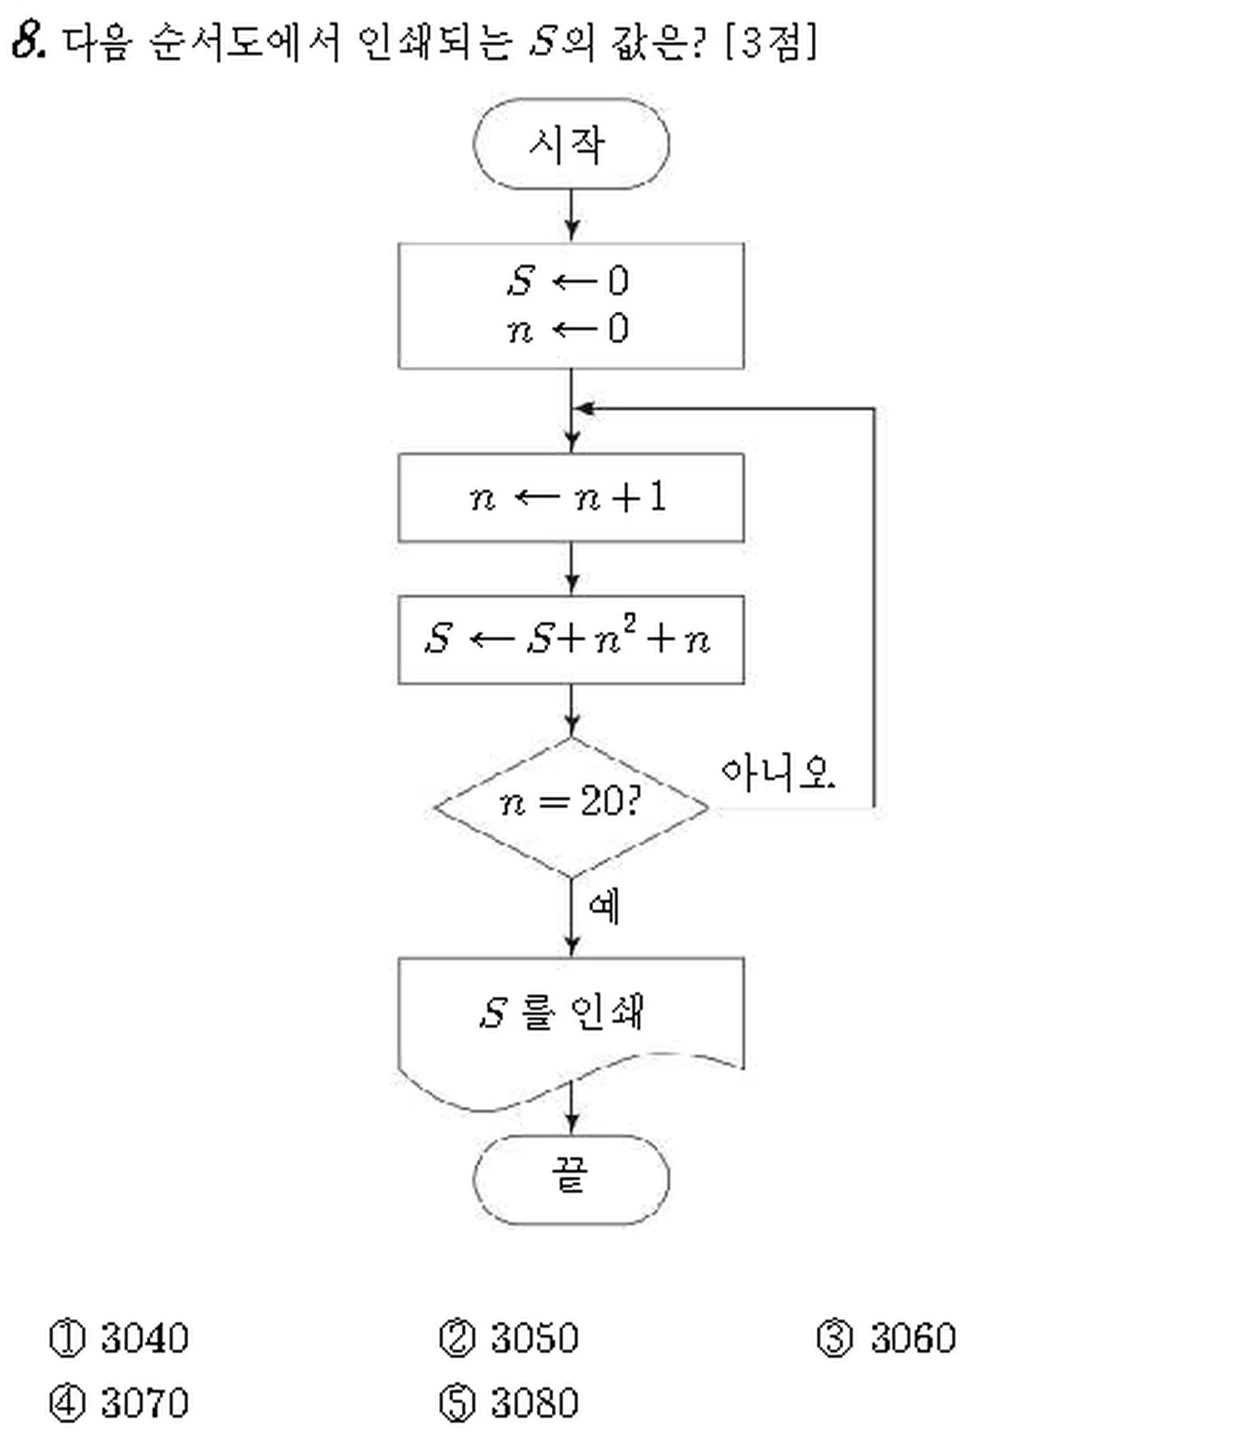 8. 다음 순서도에서 인쇄되는 S의 값은? [3점]
시작
S ← 0
n ← 0
n ← n + 1
S ← S + n² + n
n = 20?
아니오
예
S 를 인쇄
끝
① 3040 ② 3050 ③ 3060
④ 3070 ⑤ 3080